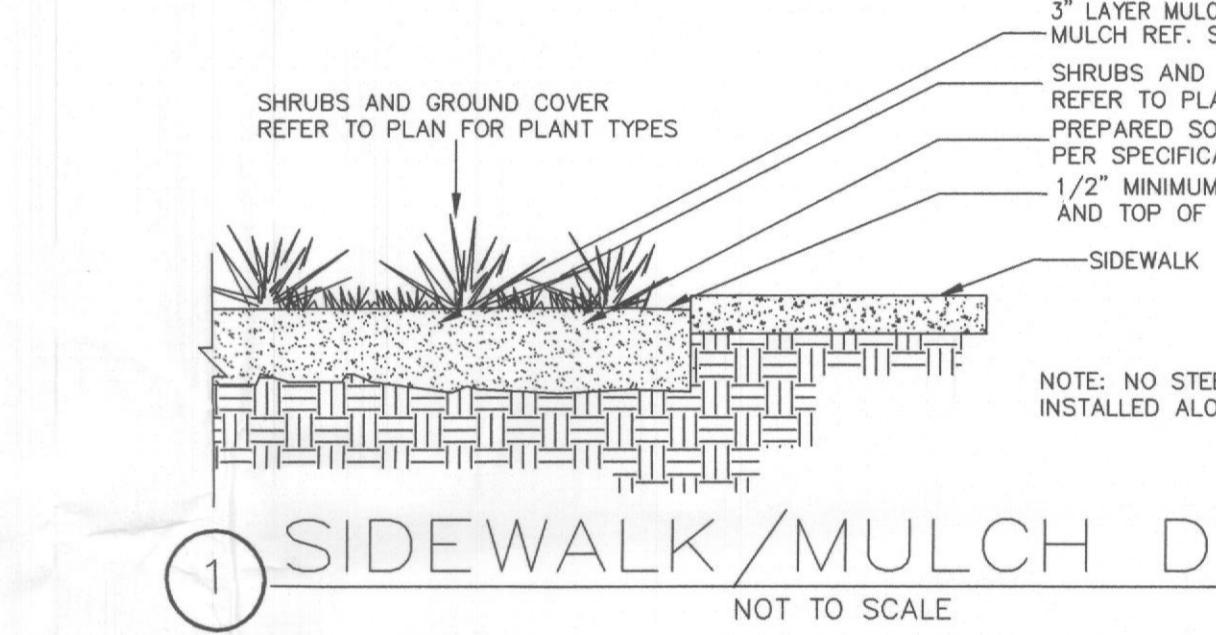 3" LAYER MULC
MULCH REF. S
SHRUBS AND
REFER TO PLA
PREPARED SO
PER SPECIFICA
1/2" MINIMUM
AND TOP OF
SIDEWALK
SHRUBS AND GROUND COVER
REFER TO PLAN FOR PLANT TYPES
NOTE: NO STEE
INSTALLED ALO
1 SIDEWALK/MULCH D
NOT TO SCALE